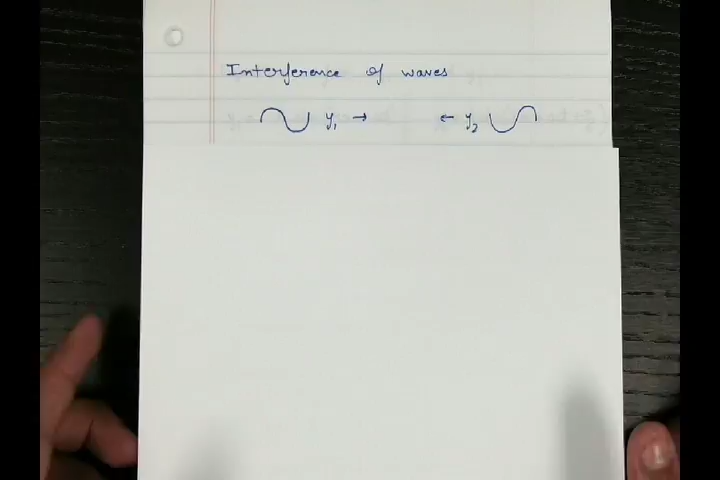 Interference of waves
y₁ → ← y₂